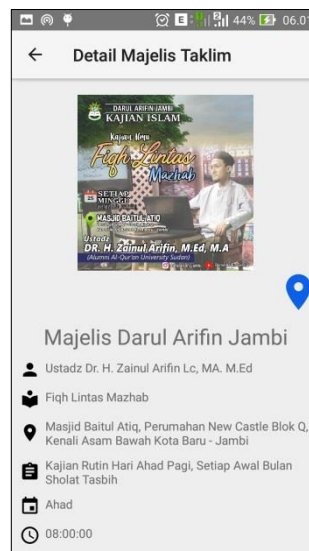 44% 06.01
Detail Majelis Taklim
DARUL ARIFIN JAMBI
KAJIAN ISLAM
Kajian Ilmu
Fiqh Lintas
Mazhab
SETIAP
MINGGU
MASJID BAITUL ATIQ
Ustadz
DR. H. Zainul Arifin, M.Ed, M.A
(Alumni Al-Qur'an University Sudan)
Majelis Darul Arifin Jambi
Ustadz Dr. H. Zainul Arifin Lc, MA. M.Ed
Fiqh Lintas Mazhab
Masjid Baitul Atiq, Perumahan New Castle Blok Q,
Kenali Asam Bawah Kota Baru - Jambi
Kajian Rutin Hari Ahad Pagi, Setiap Awal Bulan
Sholat Tasbih
Ahad
08:00:00